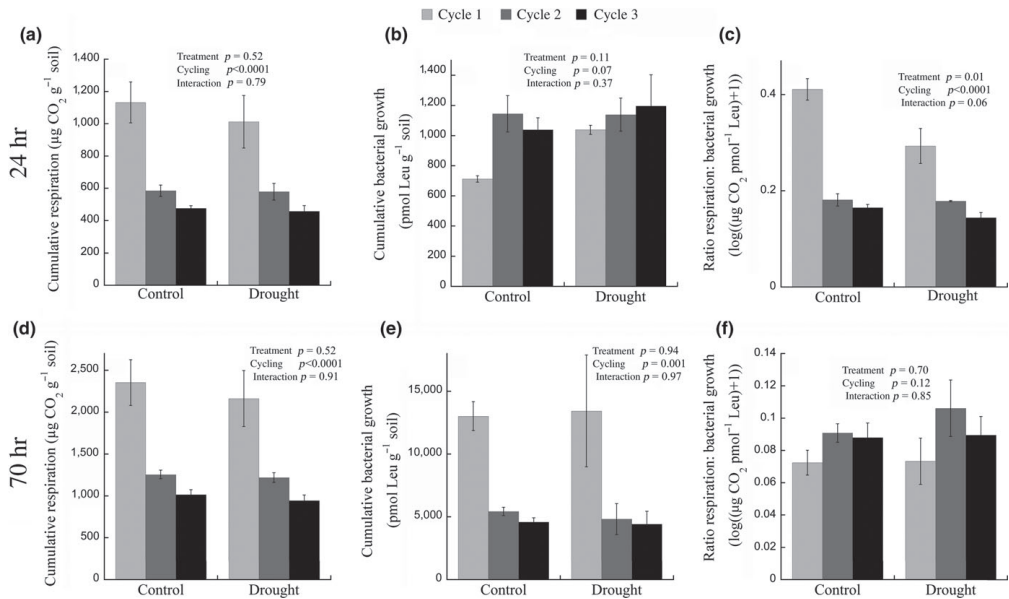 Cycle 1 Cycle 2 Cycle 3
(a)
24 hr
Cumulative respiration (µg CO2 g−1 soil)
Treatment p = 0.52
Cycling p<0.0001
Interaction p = 0.79
1,400
1,200
1,000
800
600
400
200
0
Control Drought
(b)
Cumulative bacterial growth
(pmol Leu g−1 soil)
Treatment p = 0.11
Cycling p = 0.07
Interaction p = 0.37
1,400
1,200
1,000
800
600
400
200
0
Control Drought
(c)
Ratio respiration: bacterial growth
(log((µg CO2 pmol−1 Leu)+1))
Treatment p = 0.01
Cycling p<0.0001
Interaction p = 0.06
0.4
0.2
0
Control Drought
(d)
70 hr
Cumulative respiration (µg CO2 g−1 soil)
Treatment p = 0.52
Cycling p<0.0001
Interaction p = 0.91
2,500
2,000
1,500
1,000
500
0
Control Drought
(e)
Cumulative bacterial growth
(pmol Leu g−1 soil)
Treatment p = 0.94
Cycling p = 0.001
Interaction p = 0.97
15,000
10,000
5,000
0
Control Drought
(f)
Ratio respiration: bacterial growth
(log((µg CO2 pmol−1 Leu)+1))
Treatment p = 0.70
Cycling p = 0.12
Interaction p = 0.85
0.14
0.12
0.1
0.08
0.06
0.04
0.02
0
Control Drought